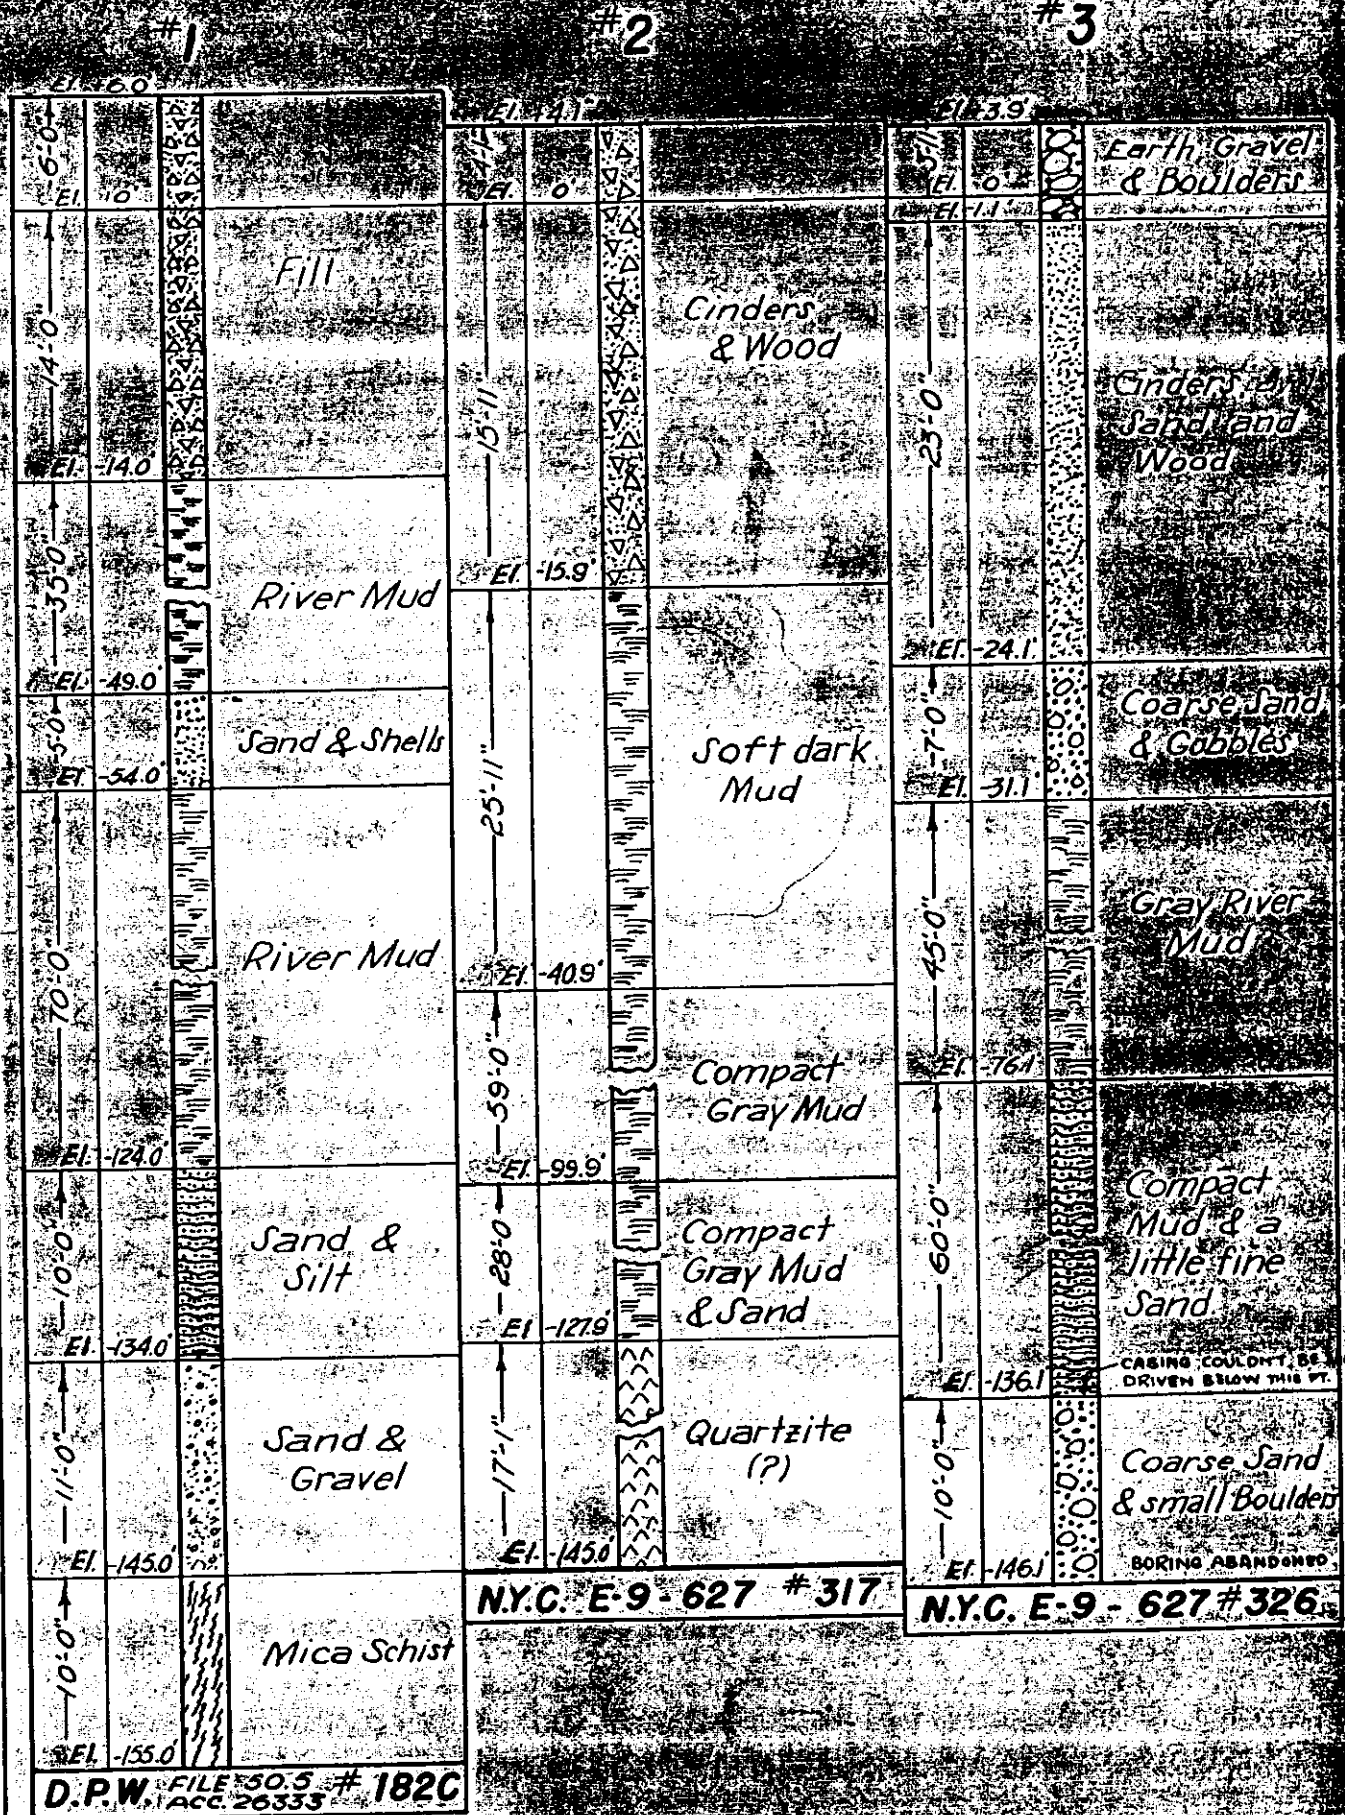 #1
El. +6.0'
6'-0"
El. 0'
14'-0"
Fill
El. -14.0'
35'-0"
River Mud
El. -49.0'
5'-0"
Sand & Shells
El. -54.0'
70'-0"
River Mud
El. -124.0'
10'-0"
Sand &
Silt
El. -134.0'
11'-0"
Sand &
Gravel
El. -145.0'
10'-0"
Mica Schist
El. -155.0'
D.P.W. FILE 50.5 # 182C
ACC. 26333
#2
El. +4.1'
El. 0'
15'-11"
Cinders
& Wood
El. -15.9'
25'-11"
Soft dark
Mud
El. -40.9'
59'-0"
Compact
Gray Mud
El. -99.9'
28'-0
Compact
Gray Mud
& Sand
El -127.9'
17'-1"
Quartzite
(?)
El. -145.0'
N.Y.C. E-9-627 #317
#3
El. +3.9'
Earth, Gravel
& Boulders
El. 0'
El. -1.1'
23'-0"
Cinders,
Sand and
Wood
El. -24.1'
7'-0"
Coarse Sand
& Gobbles
El. -31.1'
45'-0"
Gray River
Mud
El. -76.1'
60'-0"
Compact
Mud & a
little fine
Sand
CASING COULDN'T BE
DRIVEN BELOW THIS PT.
El. -136.1
10'-0"
Coarse Sand
& small Boulders
El. -146.1'
BORING ABANDONED.
N.Y.C. E-9-627 #326